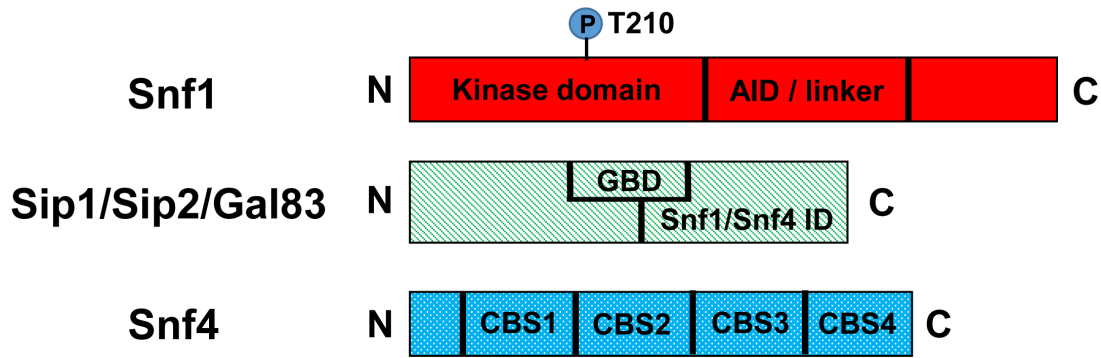 P T210
Snf1 N Kinase domain AID / linker C
Sip1/Sip2/Gal83 N GBD Snf1/Snf4 ID C
Snf4 N CBS1 CBS2 CBS3 CBS4 C